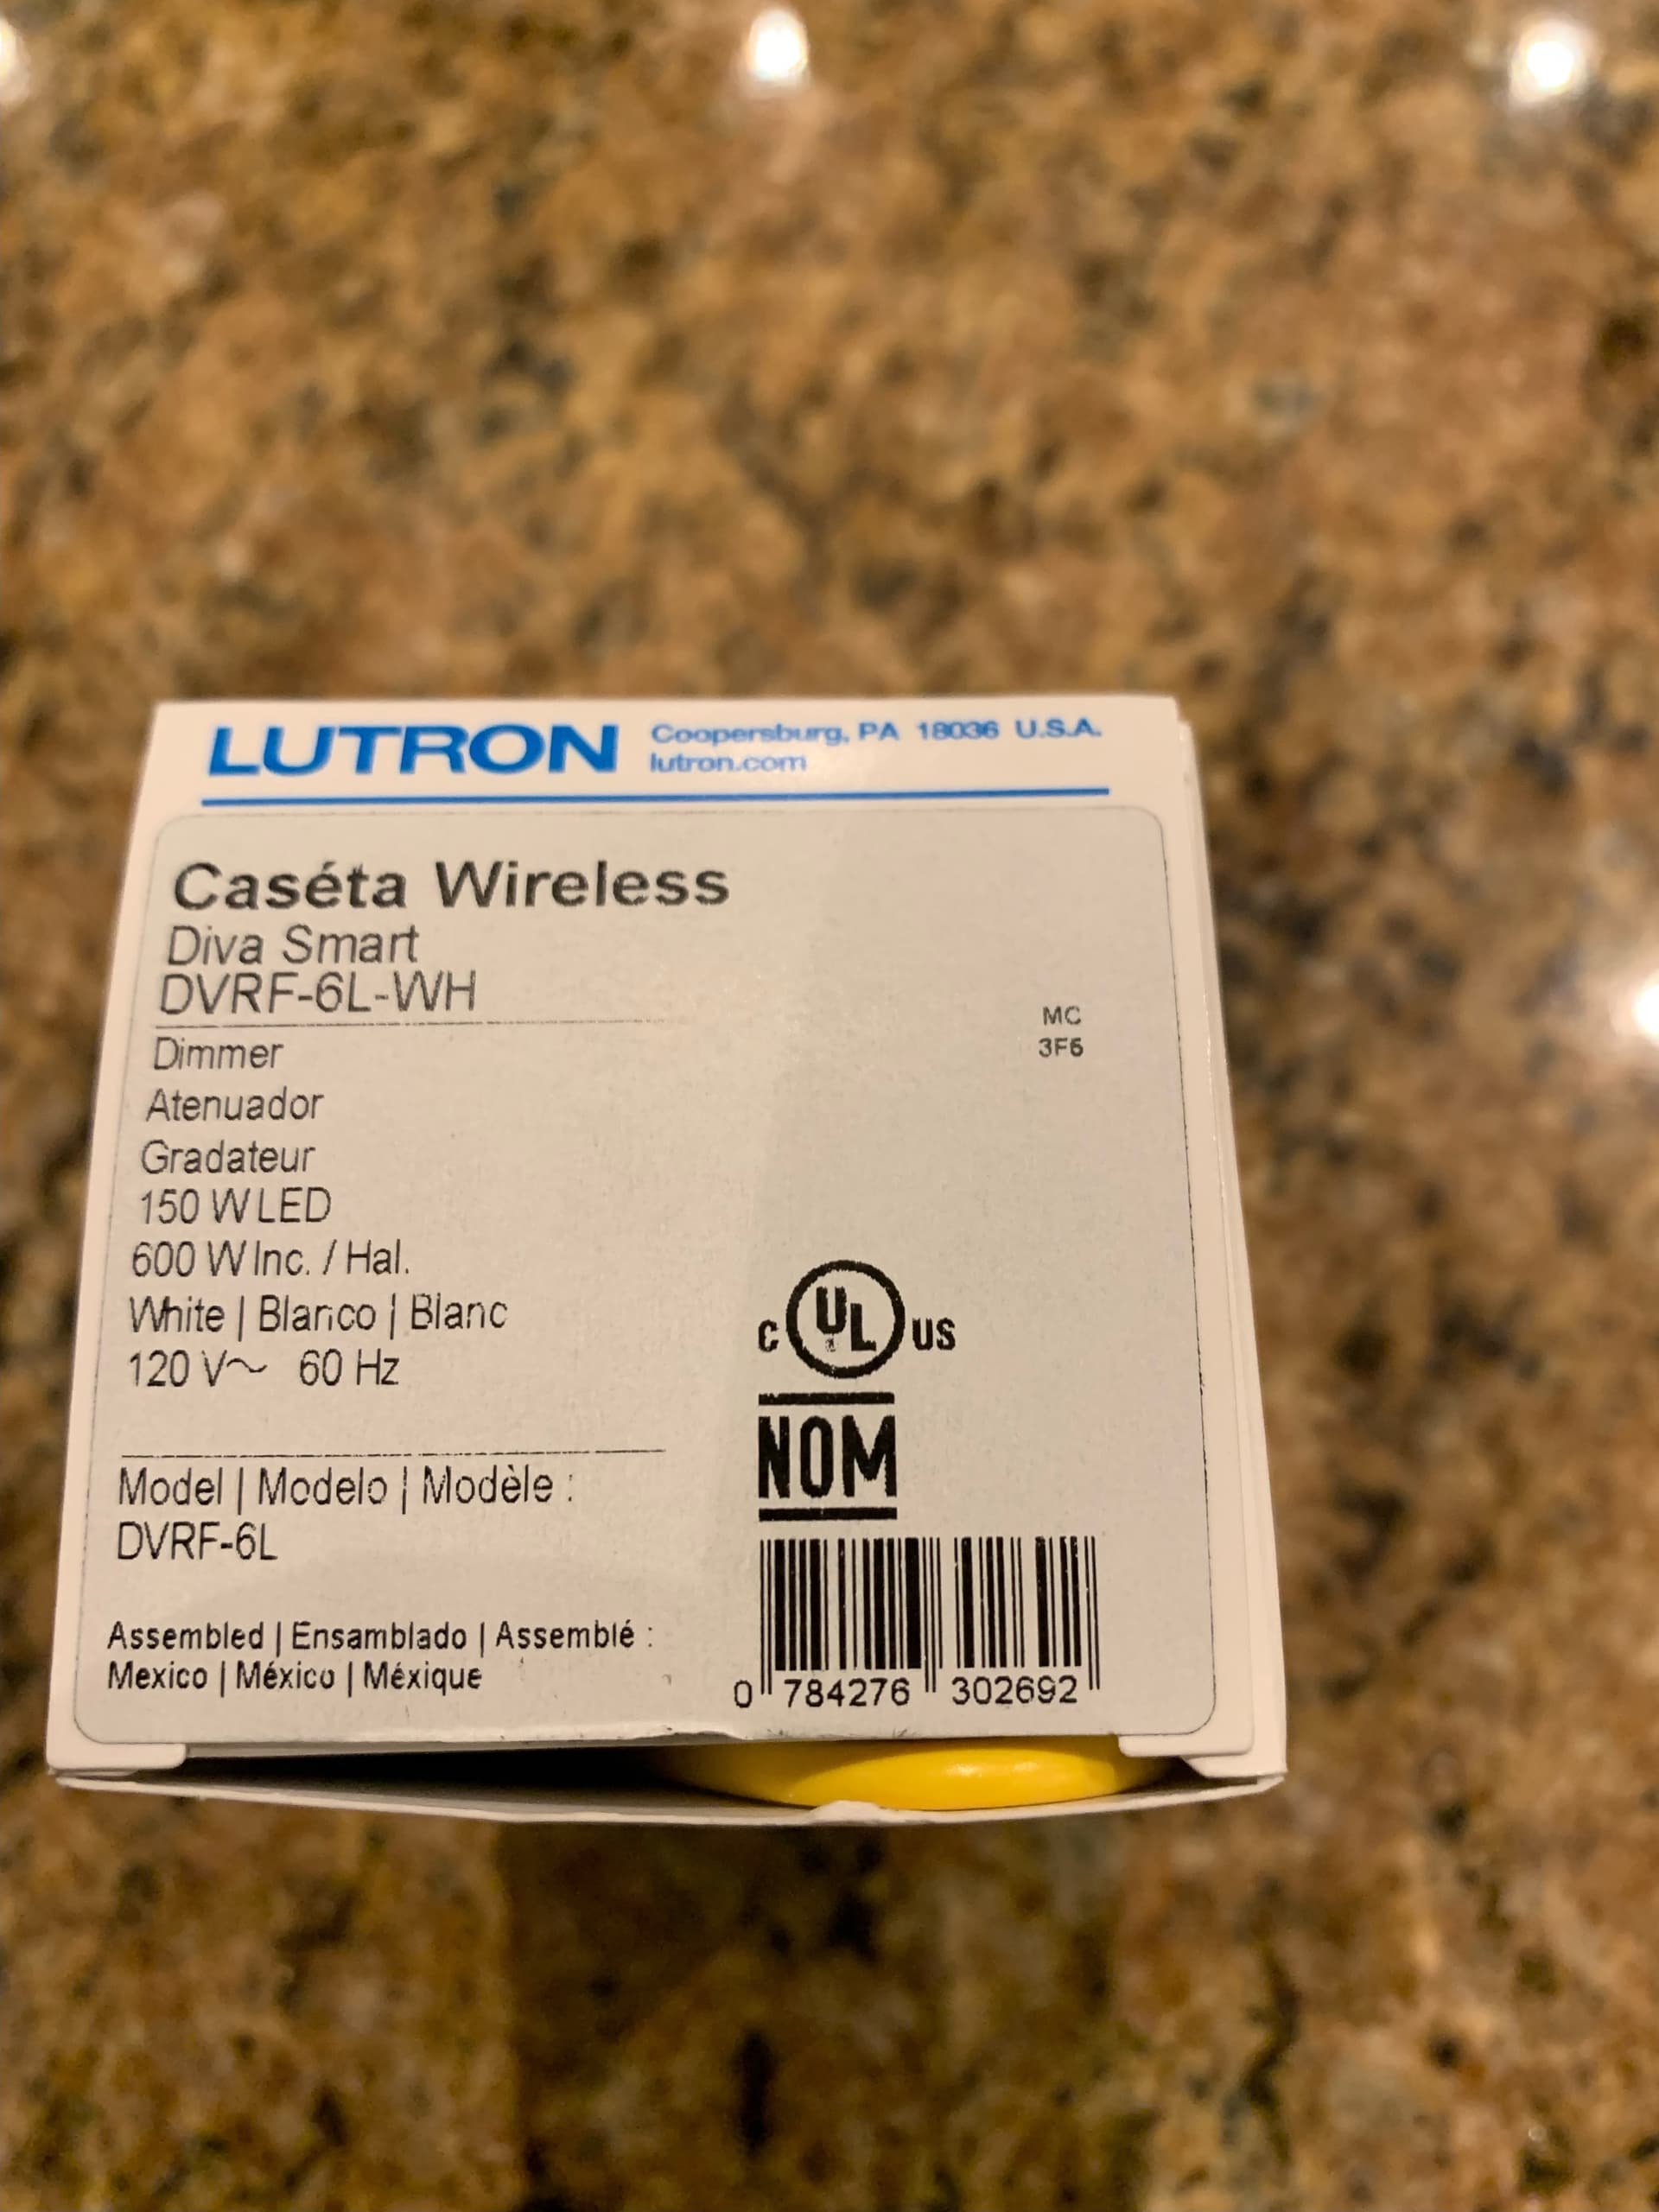 LUTRON Coopersburg, PA 18036 U.S.A.
lutron.com
Caséta Wireless
Diva Smart
DVRF-6L-WH
MC
3F6
Dimmer
Atenuador
Gradateur
150 W LED
600 W Inc. / Hal.
White | Blanco | Blanc
120 V~ 60 Hz
C UL US
NOM
Model | Modelo | Modèle :
DVRF-6L
Assembled | Ensamblado | Assemblé :
Mexico | México | Méxique
0 784276 302692